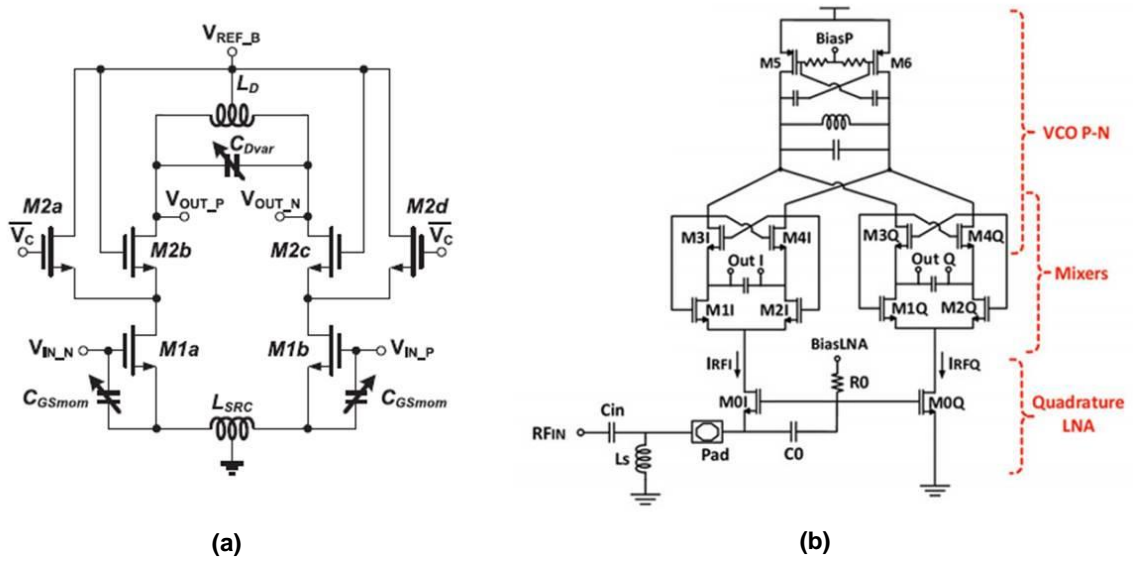 V_REF_B
L_D
C_Dvar
V_OUT_P
V_OUT_N
M2a
M2d
V_C
V_C
M2b
M2c
V_IN_N
M1a
M1b
V_IN_P
C_GSmom
L_SRC
C_GSmom
(a)
BiasP
M5
M6
VCO P-N
M3I
M4I
M3Q
M4Q
Out I
Out Q
Mixers
M1I
M2I
M1Q
M2Q
BiasLNA
IRFI
IRFQ
R0
M0I
M0Q
Quadrature
LNA
Cin
RFIN
Ls
Pad
C0
(b)